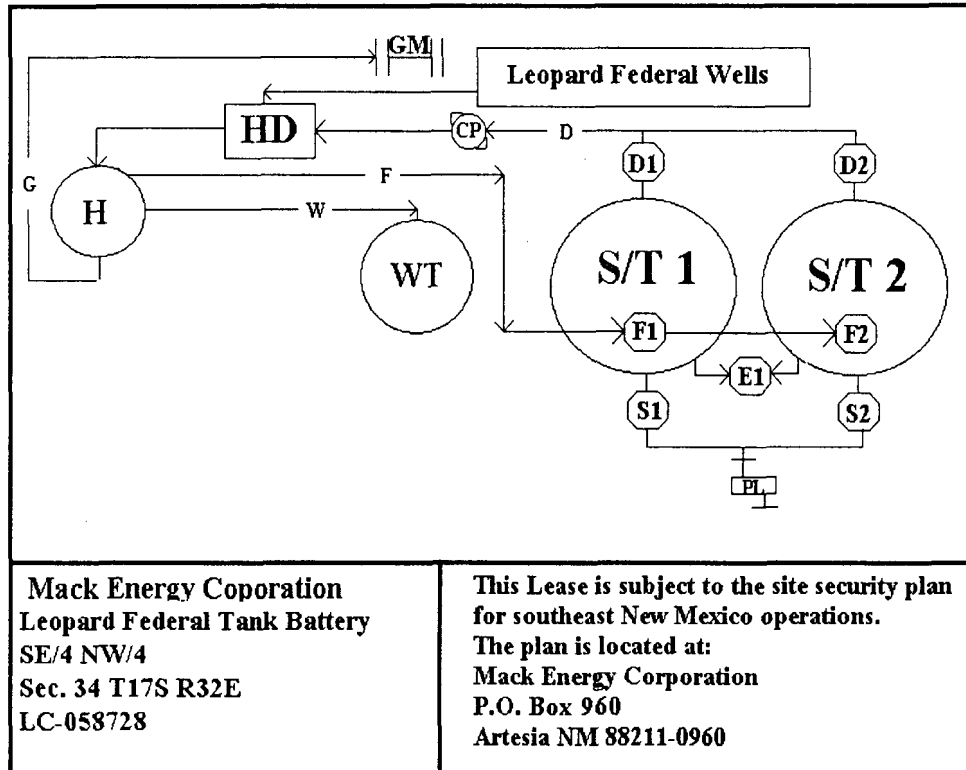 GM
Leopard Federal Wells
HD
CP
D
D1
D2
G
F
H
W
WT
S/T 1
S/T 2
F1
F2
E1
S1
S2
PL
Mack Energy Coporation
Leopard Federal Tank Battery
SE/4 NW/4
Sec. 34 T17S R32E
LC-058728
This Lease is subject to the site security plan
for southeast New Mexico operations.
The plan is located at:
Mack Energy Corporation
P.O. Box 960
Artesia NM 88211-0960